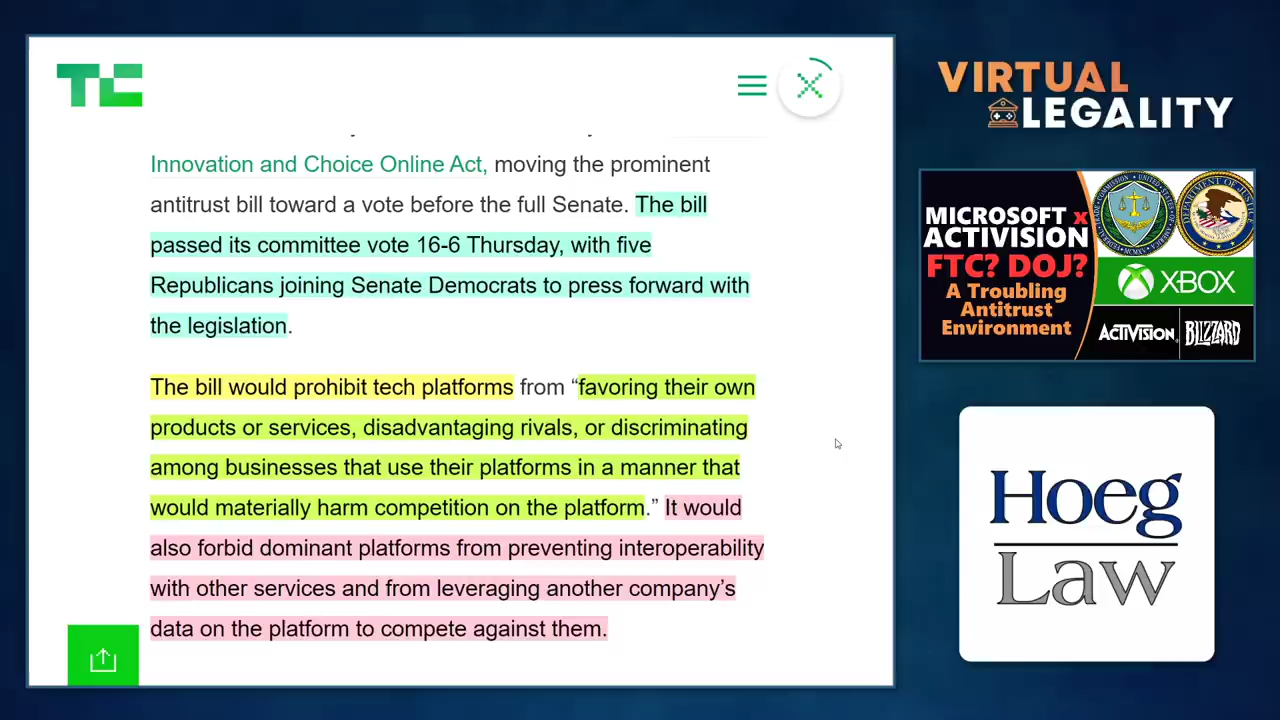 TC
Innovation and Choice Online Act, moving the prominent
antitrust bill toward a vote before the full Senate. The bill
passed its committee vote 16-6 Thursday, with five
Republicans joining Senate Democrats to press forward with
the legislation.
The bill would prohibit tech platforms from “favoring their own
products or services, disadvantaging rivals, or discriminating
among businesses that use their platforms in a manner that
would materially harm competition on the platform.” It would
also forbid dominant platforms from preventing interoperability
with other services and from leveraging another company’s
data on the platform to compete against them.
VIRTUAL
LEGALITY
MICROSOFT x
ACTIVISION
FTC? DOJ?
A Troubling
Antitrust
Environment
XBOX
ACTIVISION
BLIZZARD
Hoeg
Law